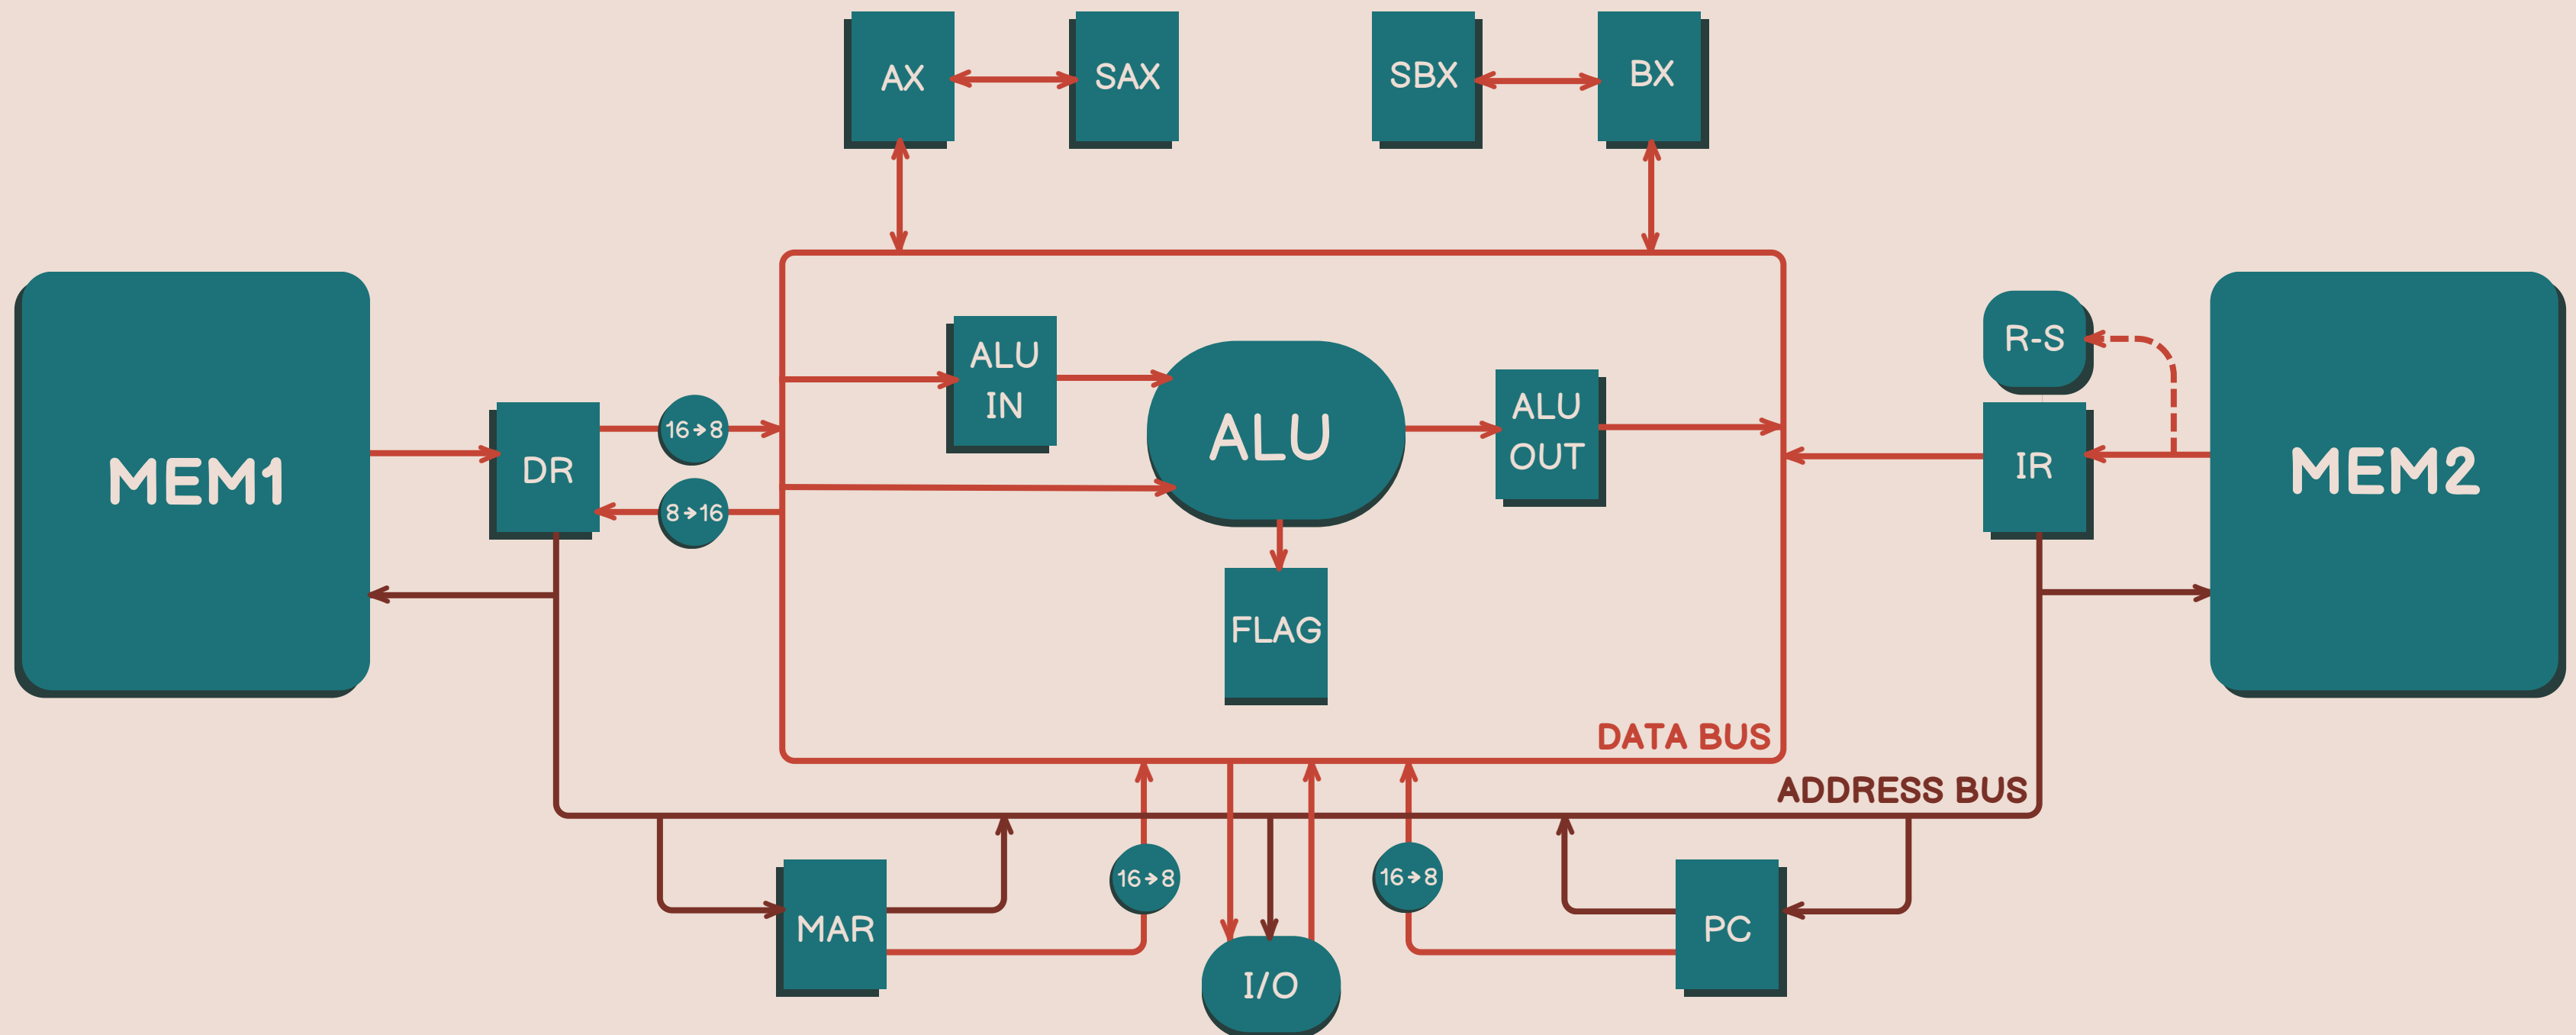 AX
SAX
SBX
BX
MEM1
DR
16→8
8→16
ALU
IN
ALU
ALU
OUT
FLAG
DATA BUS
R-S
IR
MEM2
ADDRESS BUS
MAR
16→8
I/O
16→8
PC